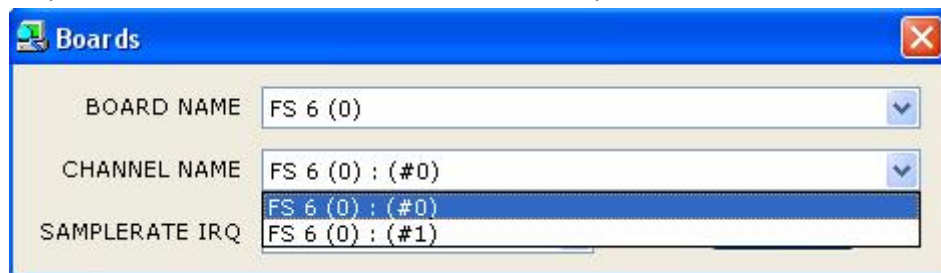 Boards
BOARD NAME FS 6 (0)
CHANNEL NAME FS 6 (0) : (#0)
FS 6 (0) : (#0)
SAMPLERATE IRQ FS 6 (0) : (#1)